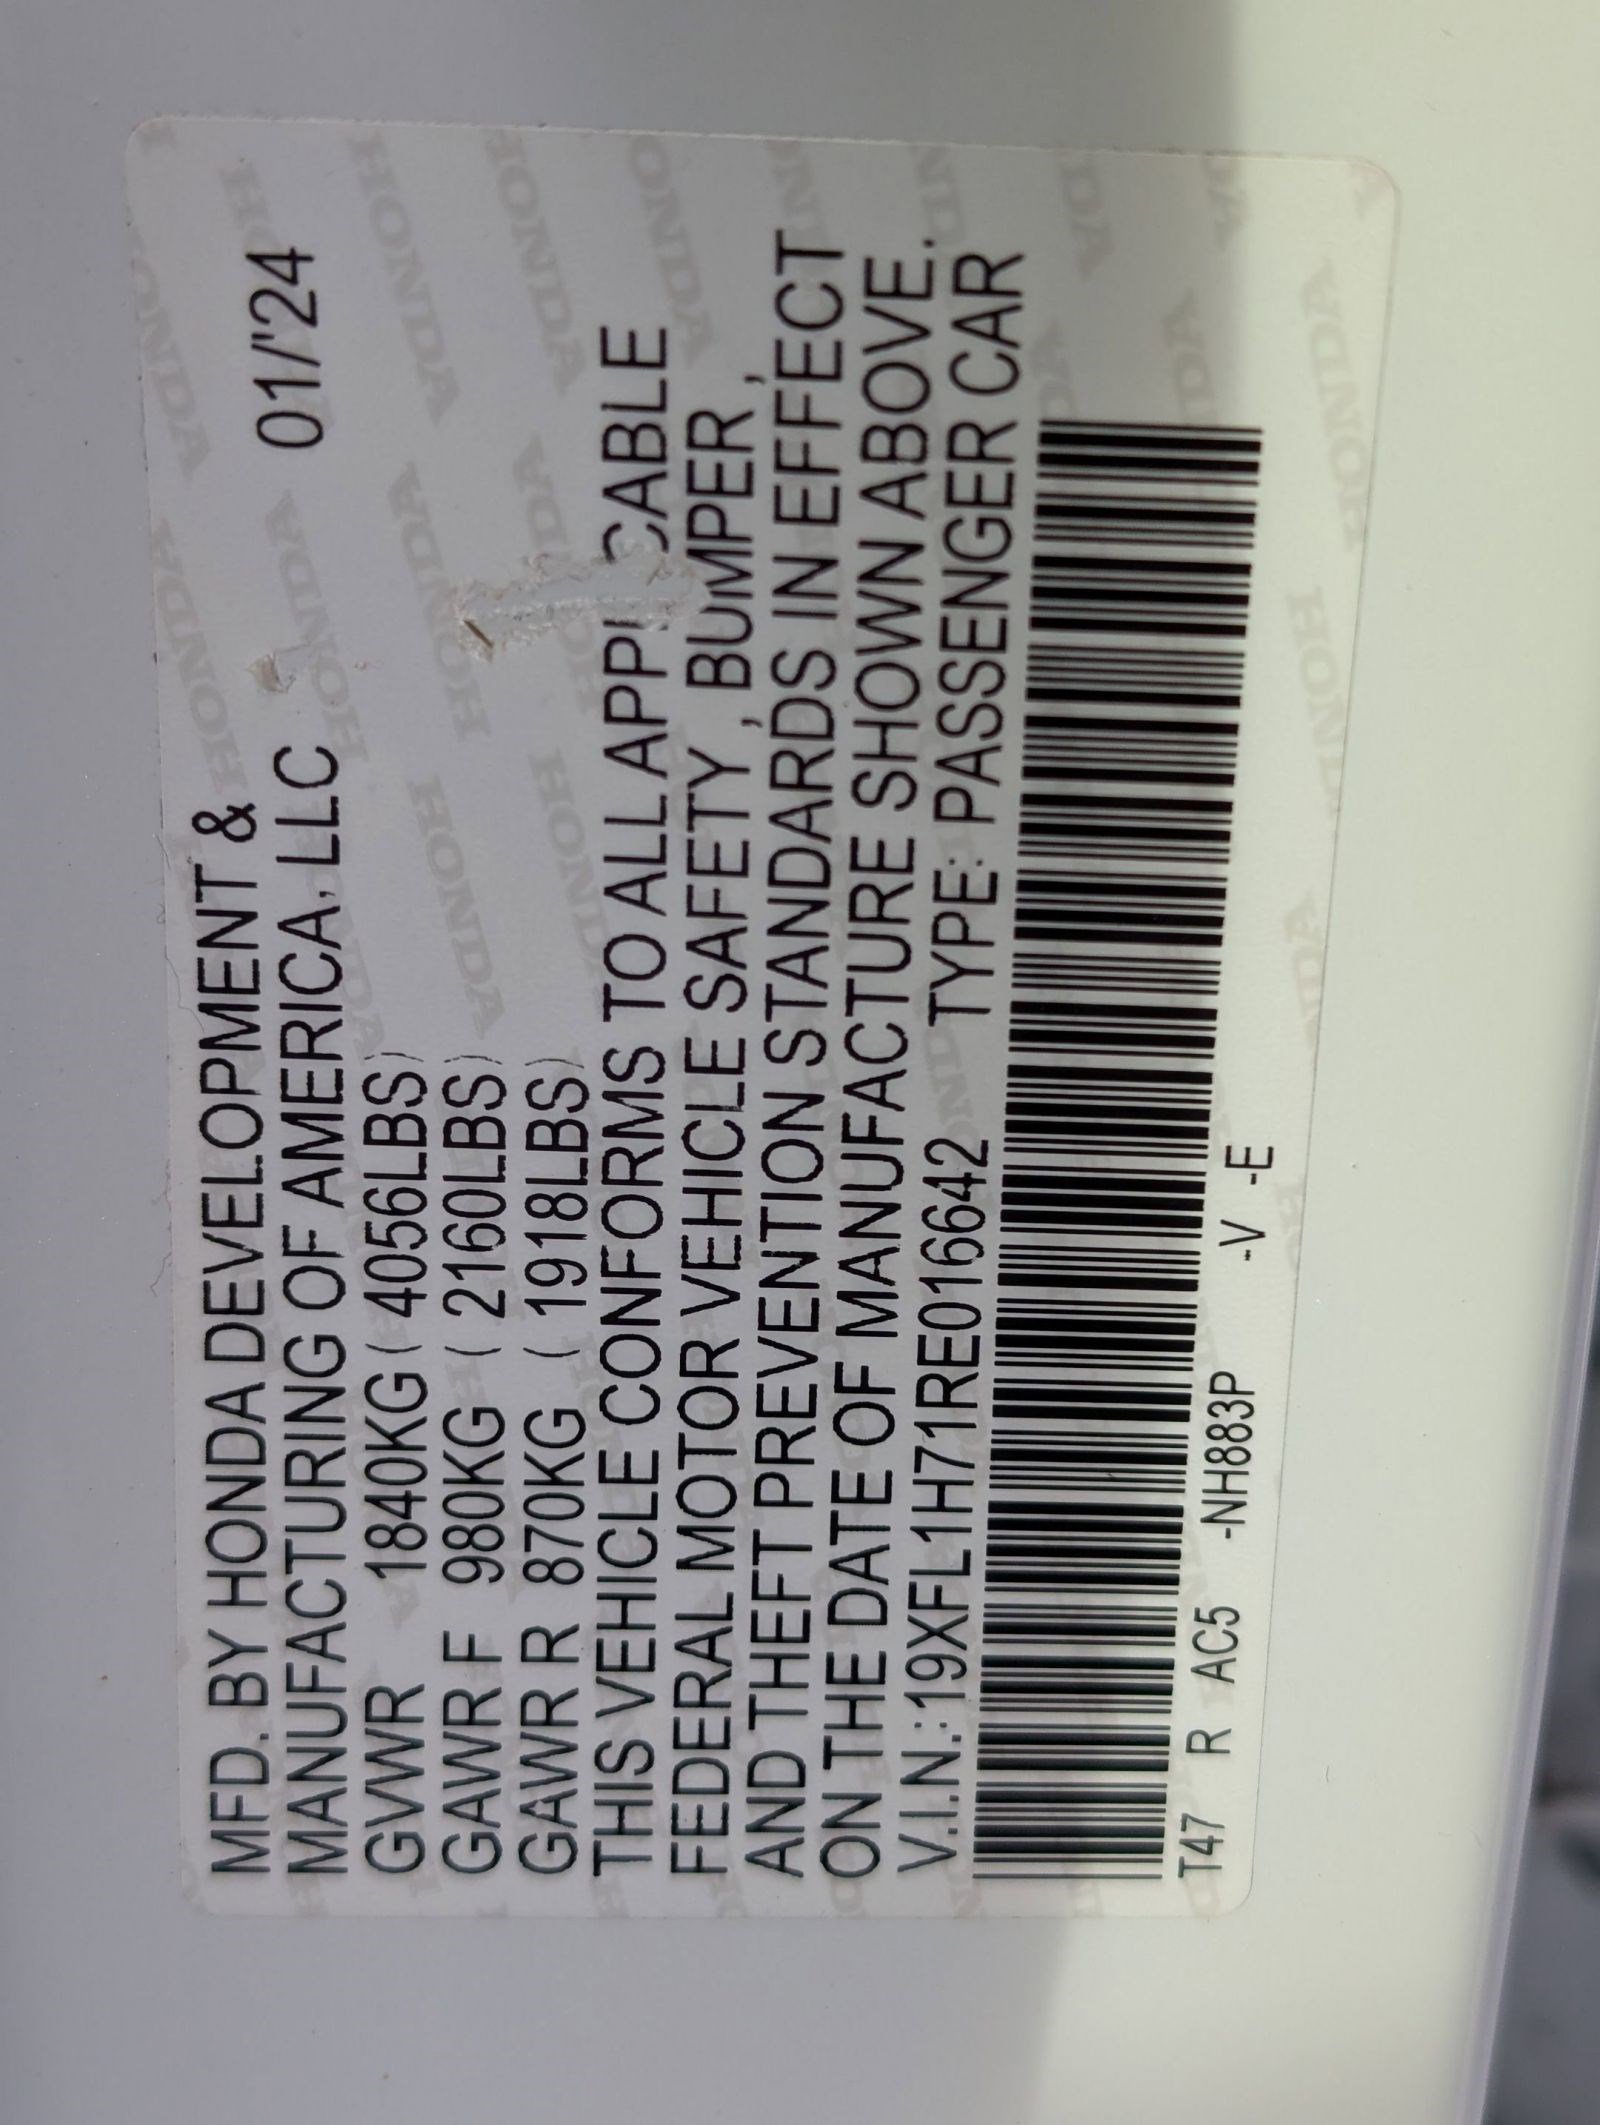 MFD. BY HONDA DEVELOPMENT &
MANUFACTURING OF AMERICA, LLC 01/'24
GVWR 1840KG ( 4056LBS)
GAWR F 980KG ( 2160LBS)
GAWR R 870KG ( 1918LBS)
THIS VEHICLE CONFORMS TO ALL APPLICABLE
FEDERAL MOTOR VEHICLE SAFETY , BUMPER ,
AND THEFT PREVENTION STANDARDS IN EFFECT
ON THE DATE OF MANUFACTURE SHOWN ABOVE.
V.I.N.:19XFL1H71RE016642 TYPE: PASSENGER CAR
T47 R AC5 -NH883P -V -E